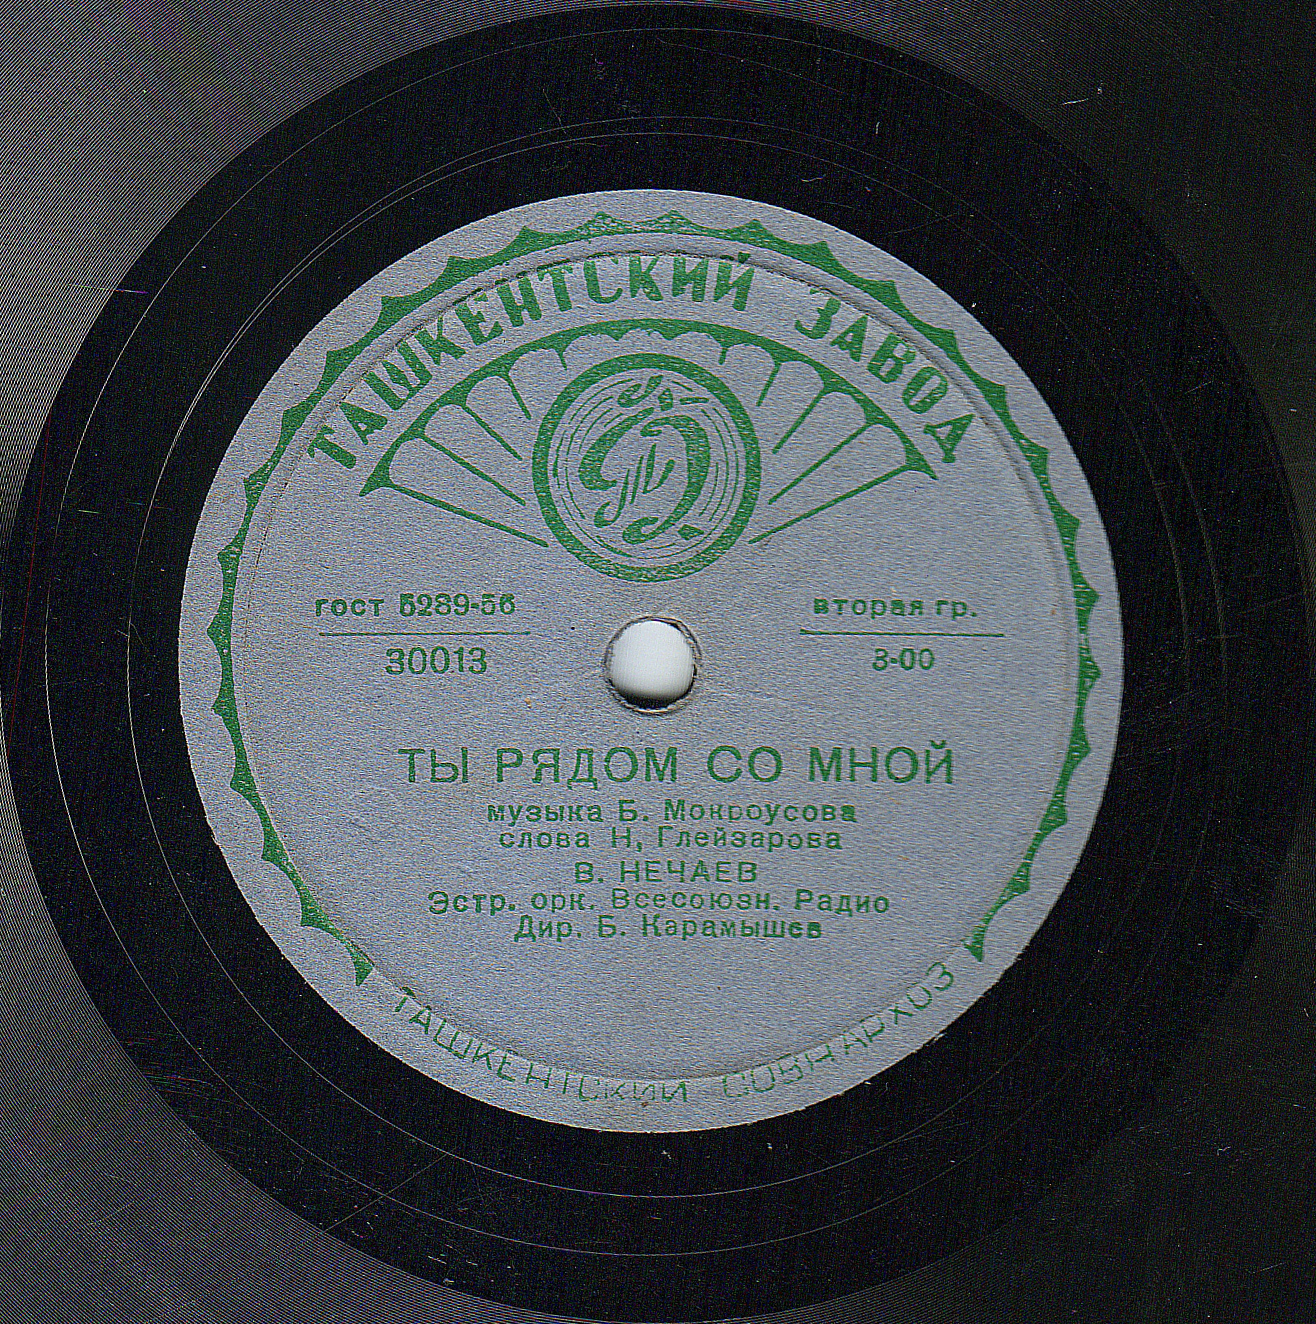 ТАШКЕНТСКИЙ ЗАВОД
гост 5289-56
вторая гр.
30013
3-00
ТЫ РЯДОМ СО МНОЙ
музыка Б. Мокроусова
слова Н, Глейзарова
В. НЕЧАЕВ
Эстр. орк. Всесоюзн. Радио
Дир. Б. Карамышев
ТАШКЕНТСКИЙ СОВНАРХОЗ